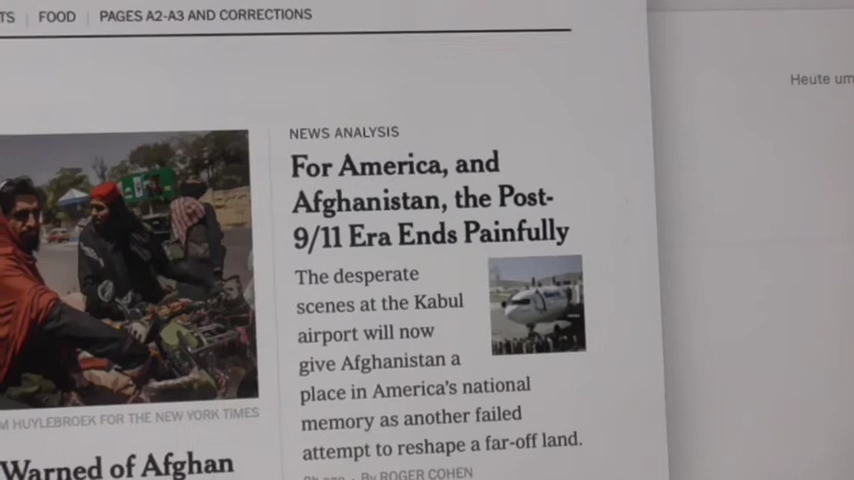 TS | FOOD | PAGES A2-A3 AND CORRECTIONS
Heute um
NEWS ANALYSIS
For America, and
Afghanistan, the Post-
9/11 Era Ends Painfully
The desperate
scenes at the Kabul
airport will now
give Afghanistan a
place in America's national
memory as another failed
attempt to reshape a far-off land.
ago · By ROGER COHEN
M HUYLEBROEK FOR THE NEW YORK TIMES
Warned of Afghan